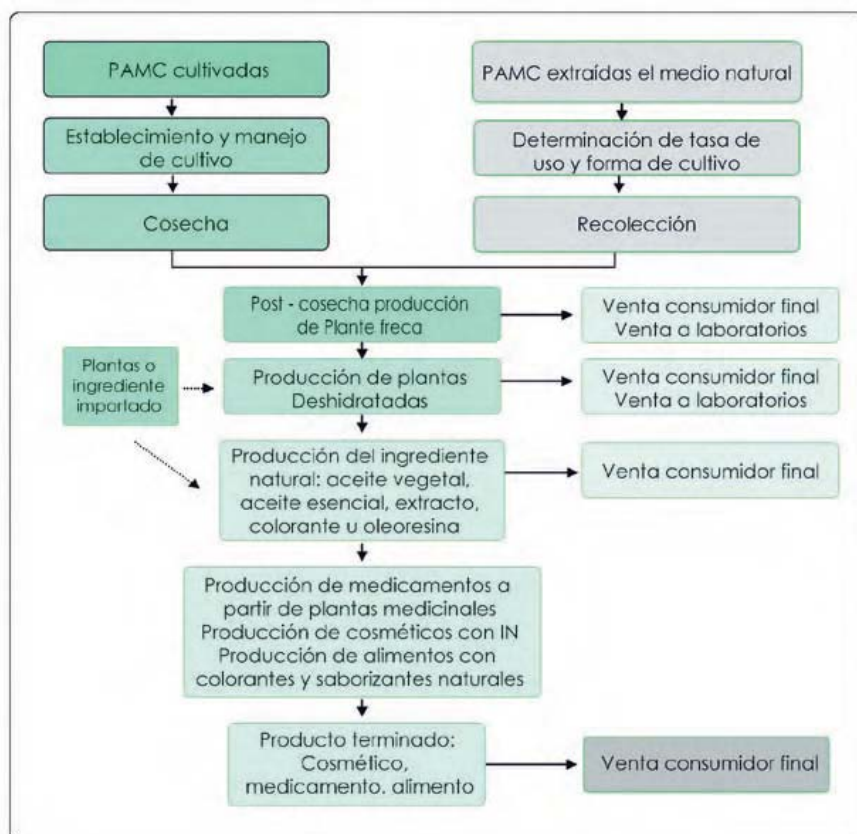 PAMC cultivadas
PAMC extraídas el medio natural
Establecimiento y manejo
de cultivo
Determinación de tasa de
uso y forma de cultivo
Cosecha
Recolección
Post - cosecha producción
de Plante freca
Venta consumidor final
Venta a laboratorios
Plantas o
ingrediente
importado
Producción de plantas
Deshidratadas
Venta consumidor final
Venta a laboratorios
Producción del ingrediente
natural: aceite vegetal,
aceite esencial, extracto,
colorante u oleoresina
Venta consumidor final
Producción de medicamentos a
partir de plantas medicinales
Producción de cosméticos con IN
Producción de alimentos con
colorantes y saborizantes naturales
Producto terminado:
Cosmético,
medicamento. alimento
Venta consumidor final